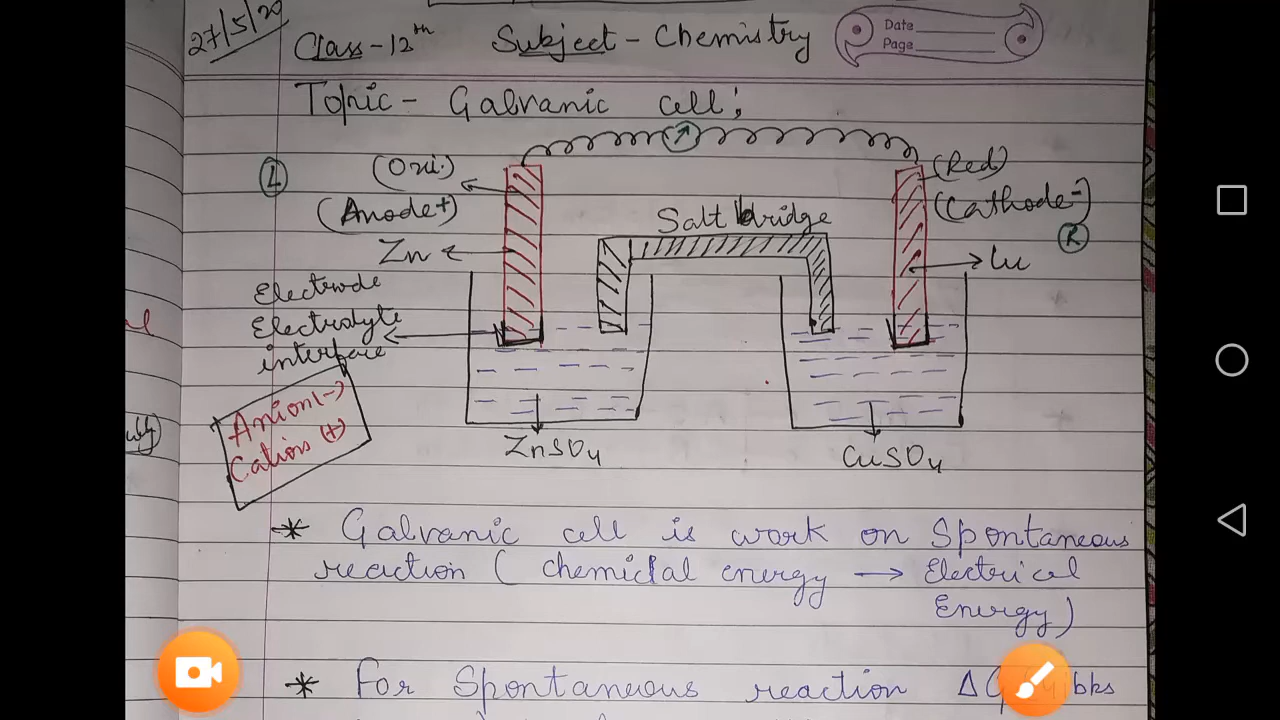 27/5/20
Class-12th Subject - Chemistry
Date
Page
Topic - Galvanic cell;
L
(Oxi.)
(Anode+)
Zn
(Red)
(Cathode-)
R
Cu
Salt bridge
Electrode
Electrolyte
interface
Anion(-)
Cations (+)
ZnSO4
CuSO4
* Galvanic cell is work on Spontaneous
reaction ( chemical energy → Electrical
Energy)
* For Spontaneous reaction